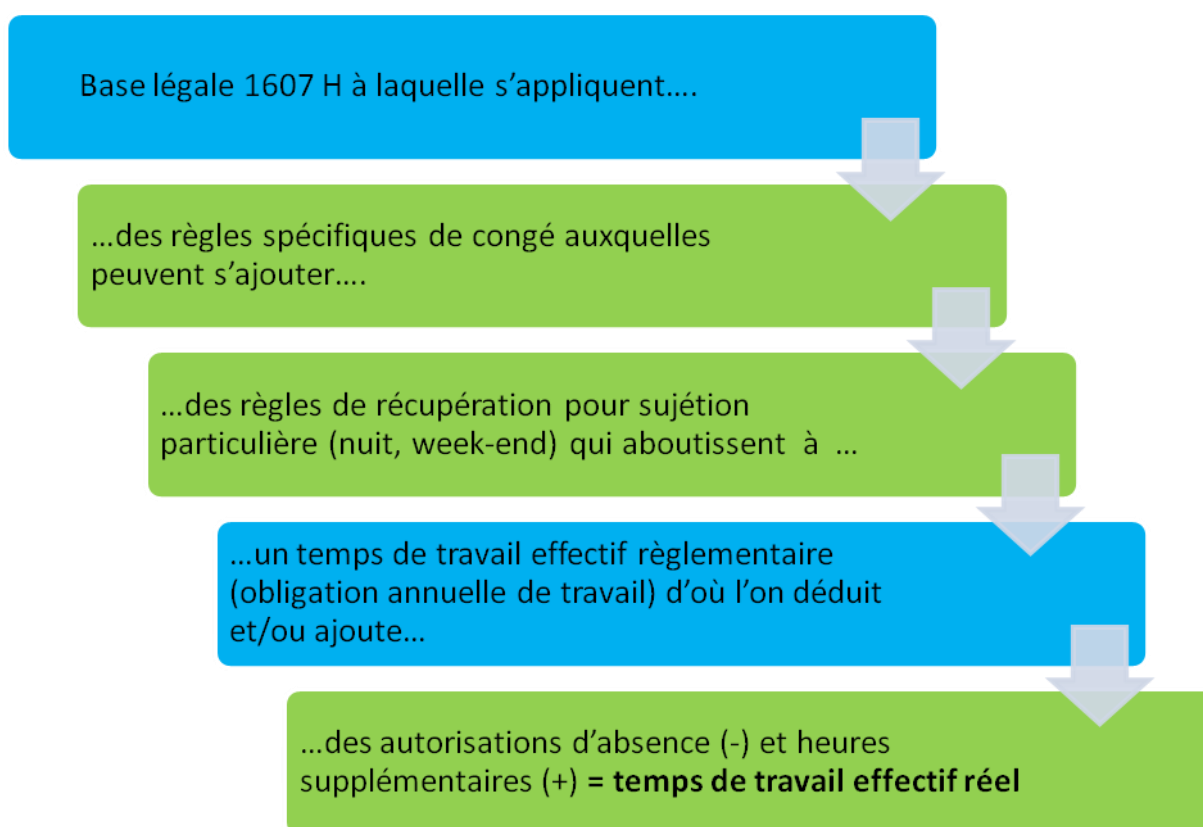 Base légale 1607 H à laquelle s’appliquent….
…des règles spécifiques de congé auxquelles
peuvent s’ajouter….
…des règles de récupération pour sujétion
particulière (nuit, week-end) qui aboutissent à …
…un temps de travail effectif règlementaire
(obligation annuelle de travail) d’où l’on déduit
et/ou ajoute…
…des autorisations d’absence (-) et heures
supplémentaires (+) = temps de travail effectif réel